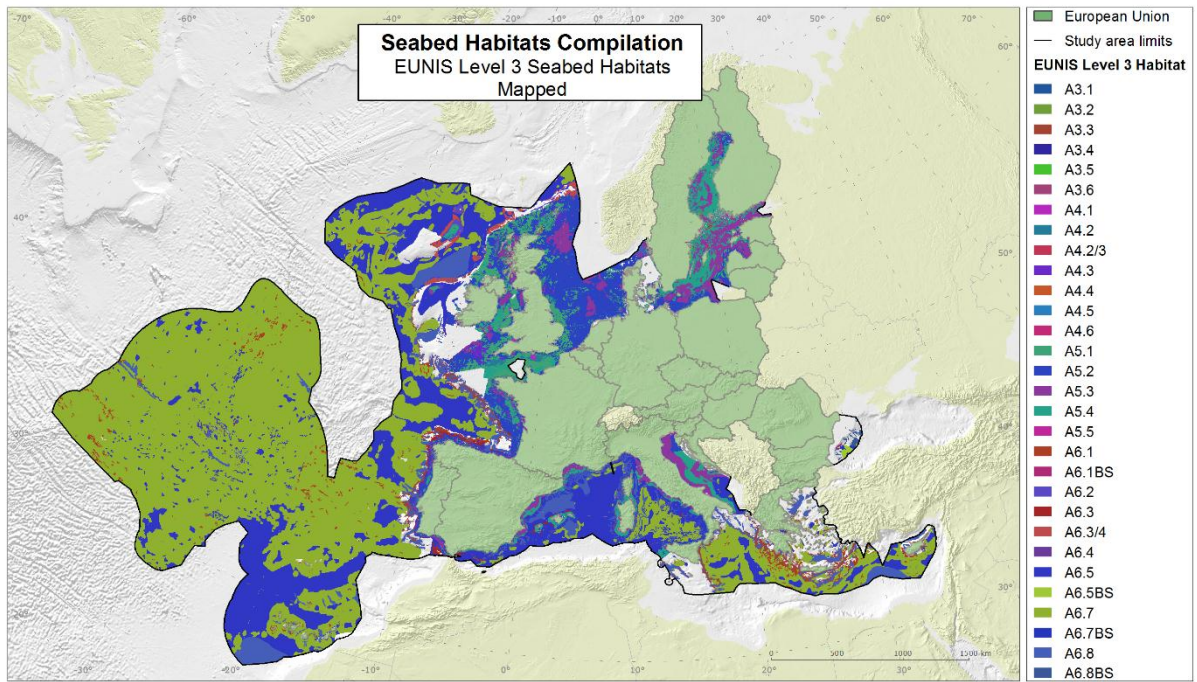 -70°
-50°
-40°
-30°
-20°
-10°
0°
10°
20°
30°
40°
50°
70°
60°
Seabed Habitats Compilation
EUNIS Level 3 Seabed Habitats
Mapped
40°
50°
40°
30°
30°
-30°
-20°
-10°
0°
10°
20°
30°
0
500
1000
1500 km
European Union
Study area limits
EUNIS Level 3 Habitat
A3.1
A3.2
A3.3
A3.4
A3.5
A3.6
A4.1
A4.2
A4.2/3
A4.3
A4.4
A4.5
A4.6
A5.1
A5.2
A5.3
A5.4
A5.5
A6.1
A6.1BS
A6.2
A6.3
A6.3/4
A6.4
A6.5
A6.5BS
A6.7
A6.7BS
A6.8
A6.8BS